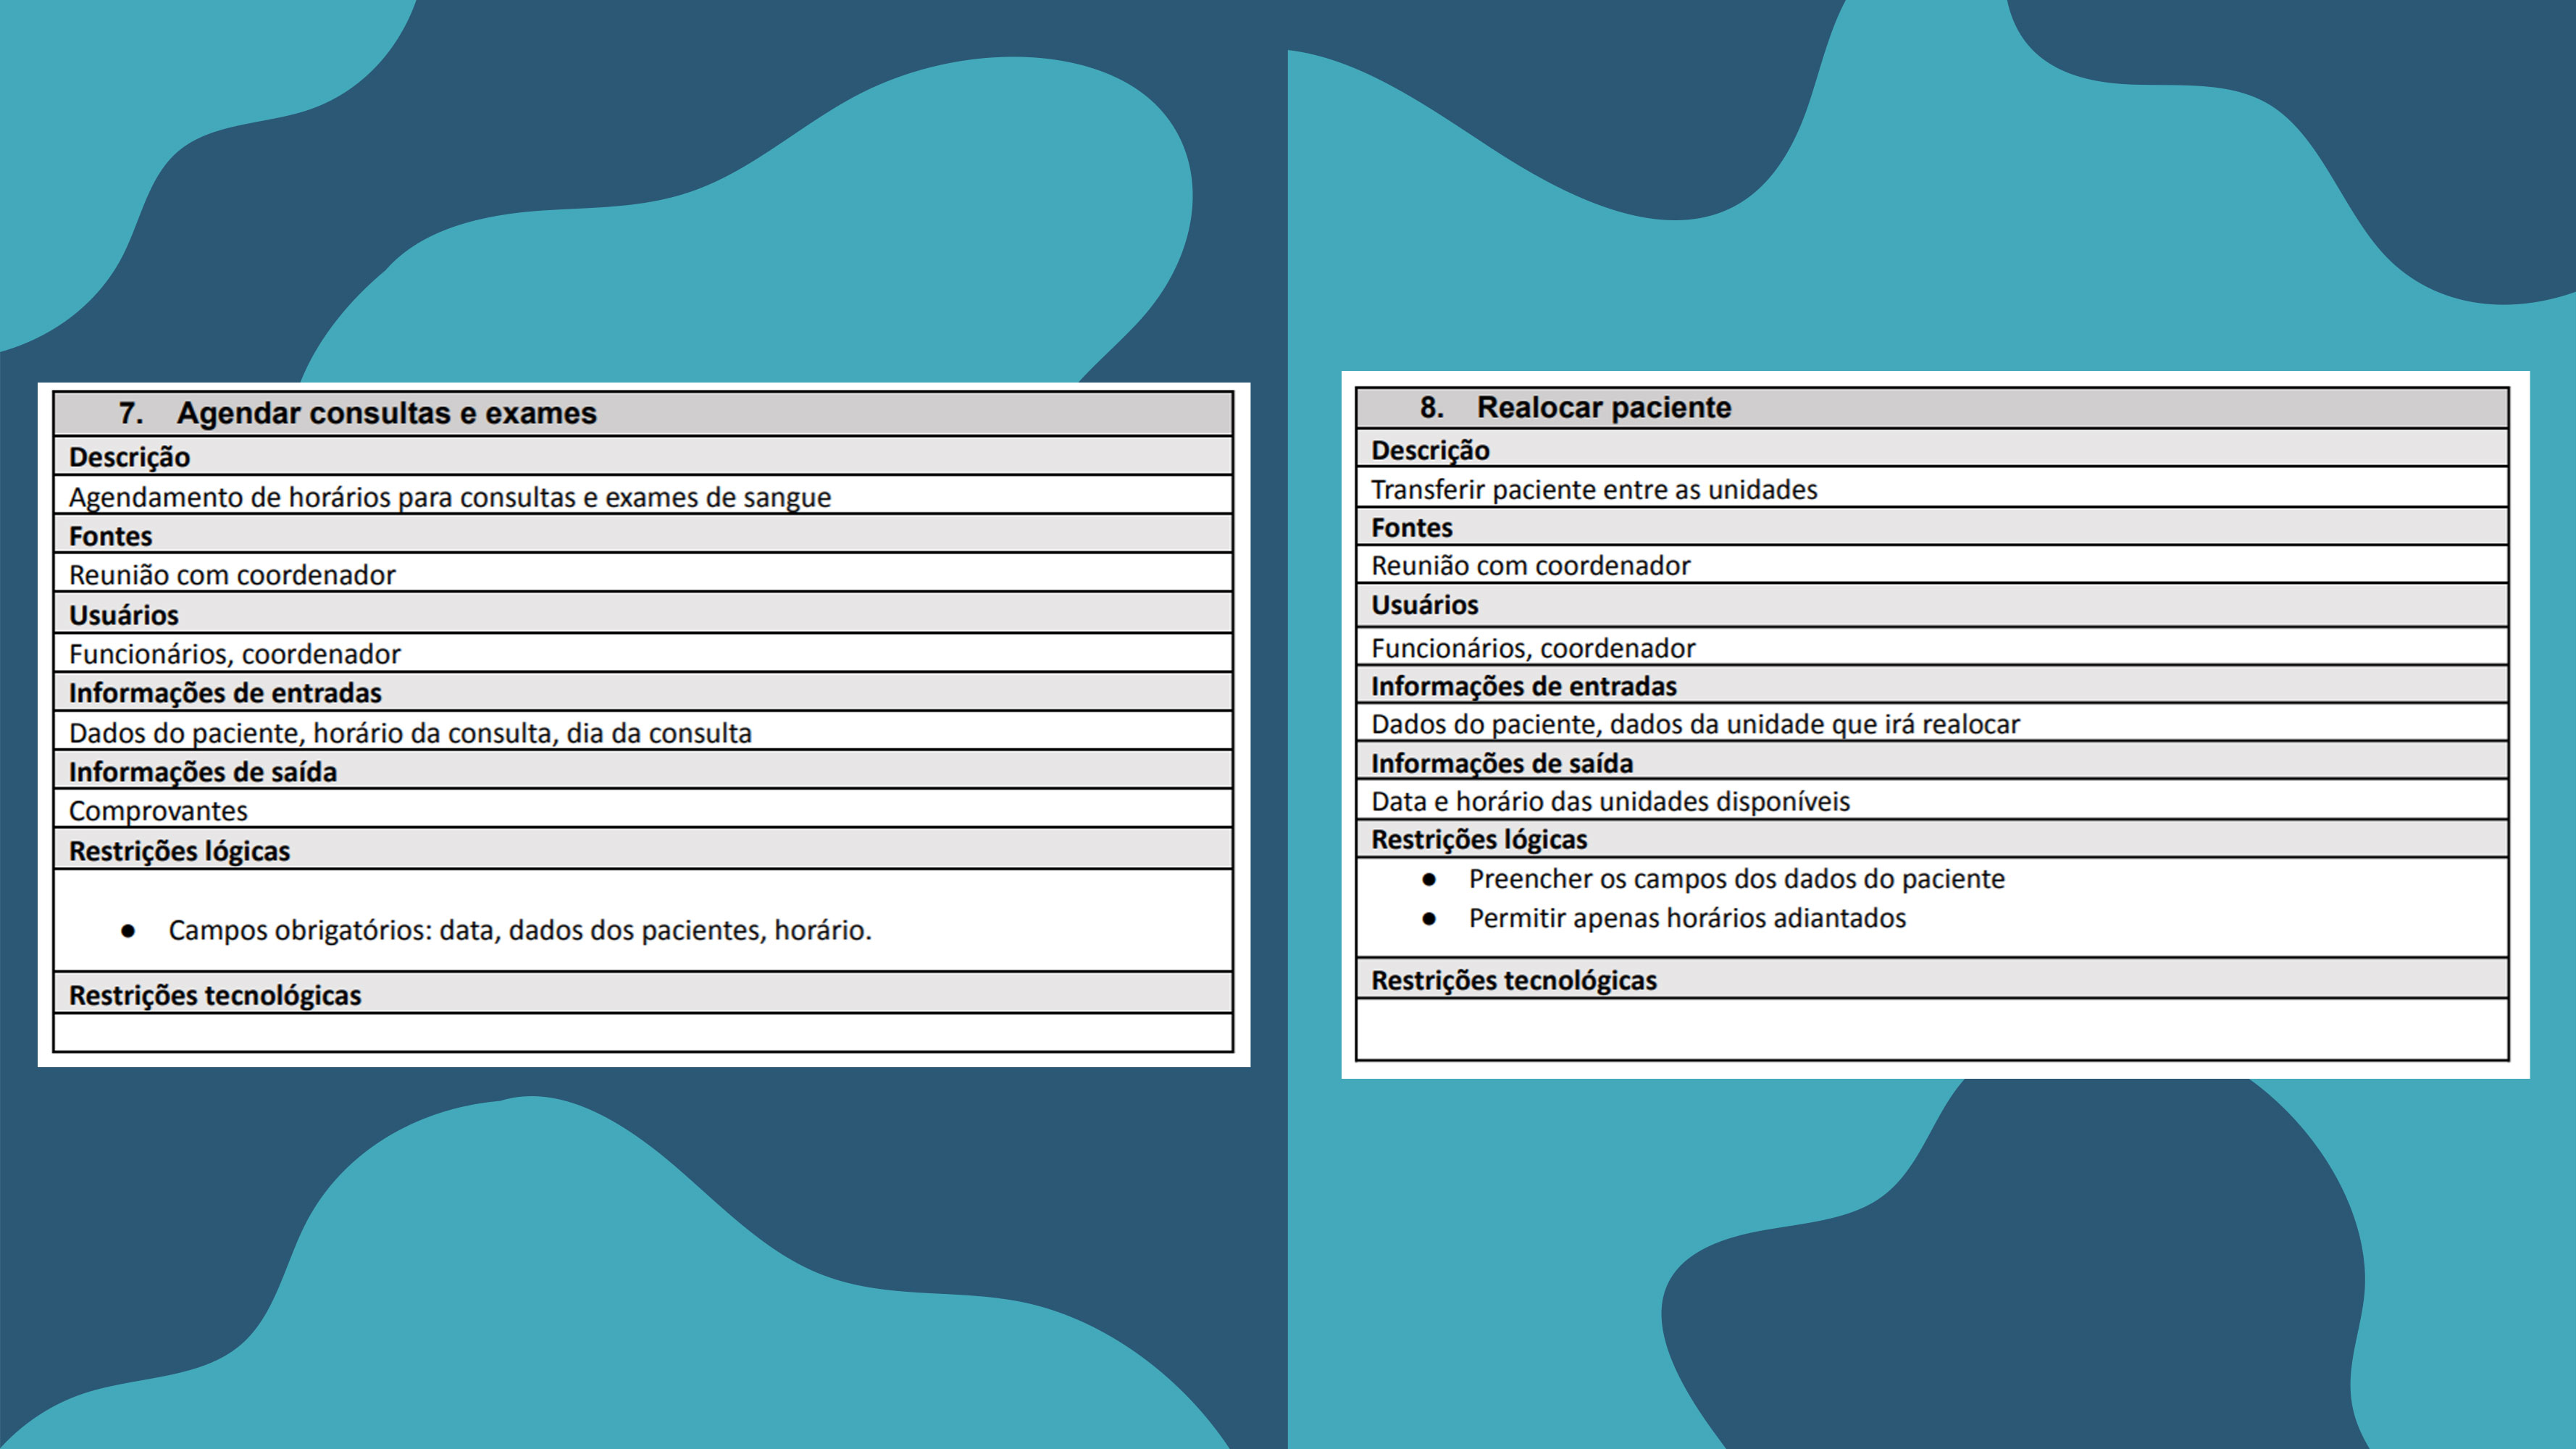 7. Agendar consultas e exames
Descrição
Agendamento de horários para consultas e exames de sangue
Fontes
Reunião com coordenador
Usuários
Funcionários, coordenador
Informações de entradas
Dados do paciente, horário da consulta, dia da consulta
Informações de saída
Comprovantes
Restrições lógicas
● Campos obrigatórios: data, dados dos pacientes, horário.
Restrições tecnológicas
8. Realocar paciente
Descrição
Transferir paciente entre as unidades
Fontes
Reunião com coordenador
Usuários
Funcionários, coordenador
Informações de entradas
Dados do paciente, dados da unidade que irá realocar
Informações de saída
Data e horário das unidades disponíveis
Restrições lógicas
● Preencher os campos dos dados do paciente
● Permitir apenas horários adiantados
Restrições tecnológicas